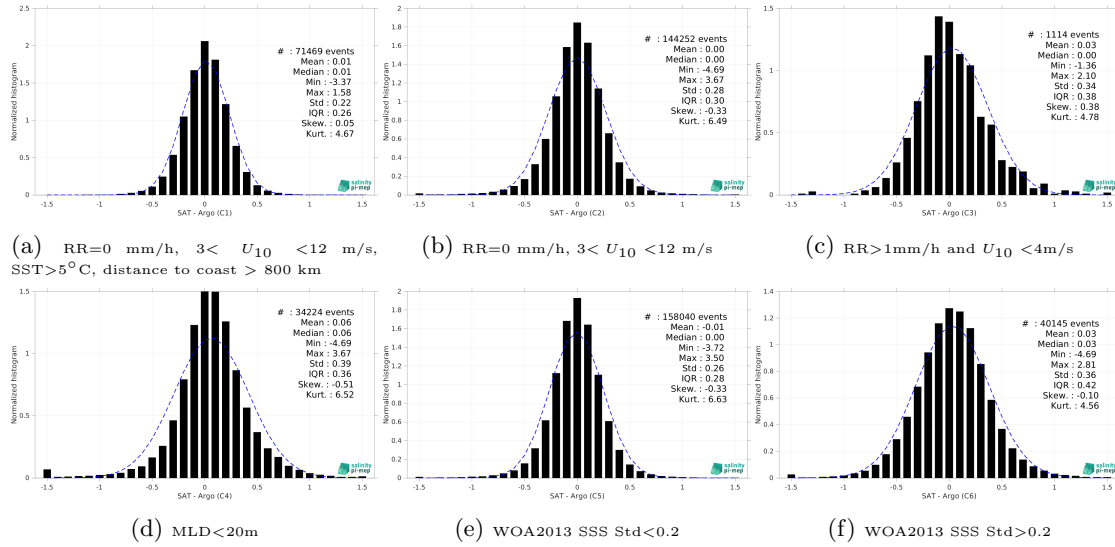 # : 71469 events
Mean : 0.01
Median : 0.01
Min : -3.37
Max : 1.58
Std : 0.22
IQR : 0.26
Skew. : 0.05
Kurt. : 4.67
Normalized histogram
2.5
2
1.5
1
0.5
0
-1.5 -1 -0.5 0 0.5 1 1.5
SAT - Argo (C1)
salinity
pi-mep
(a) RR=0 mm/h, 3< U10 <12 m/s,
SST>5°C, distance to coast > 800 km
# : 144252 events
Mean : 0.00
Median : 0.00
Min : -4.69
Max : 3.67
Std : 0.28
IQR : 0.30
Skew. : -0.33
Kurt. : 6.49
Normalized histogram
2
1.8
1.6
1.4
1.2
1
0.8
0.6
0.4
0.2
0
-1.5 -1 -0.5 0 0.5 1 1.5
SAT - Argo (C2)
salinity
pi-mep
(b) RR=0 mm/h, 3< U10 <12 m/s
# : 1114 events
Mean : 0.03
Median : 0.00
Min : -1.36
Max : 2.10
Std : 0.34
IQR : 0.38
Skew. : 0.38
Kurt. : 4.78
Normalized histogram
1.5
1
0.5
0
-1.5 -1 -0.5 0 0.5 1 1.5
SAT - Argo (C3)
salinity
pi-mep
(c) RR>1mm/h and U10 <4m/s
# : 34224 events
Mean : 0.06
Median : 0.06
Min : -4.69
Max : 3.67
Std : 0.39
IQR : 0.36
Skew. : -0.51
Kurt. : 6.52
Normalized histogram
1.5
1
0.5
0
-1.5 -1 -0.5 0 0.5 1 1.5
SAT - Argo (C4)
salinity
pi-mep
(d) MLD<20m
# : 158040 events
Mean : -0.01
Median : 0.00
Min : -3.72
Max : 3.50
Std : 0.26
IQR : 0.28
Skew. : -0.33
Kurt. : 6.63
Normalized histogram
2
1.8
1.6
1.4
1.2
1
0.8
0.6
0.4
0.2
0
-1.5 -1 -0.5 0 0.5 1 1.5
SAT - Argo (C5)
salinity
pi-mep
(e) WOA2013 SSS Std<0.2
# : 40145 events
Mean : 0.03
Median : 0.03
Min : -4.69
Max : 2.81
Std : 0.36
IQR : 0.42
Skew. : -0.10
Kurt. : 4.56
Normalized histogram
1.4
1.2
1
0.8
0.6
0.4
0.2
0
-1.5 -1 -0.5 0 0.5 1 1.5
SAT - Argo (C6)
salinity
pi-mep
(f) WOA2013 SSS Std>0.2